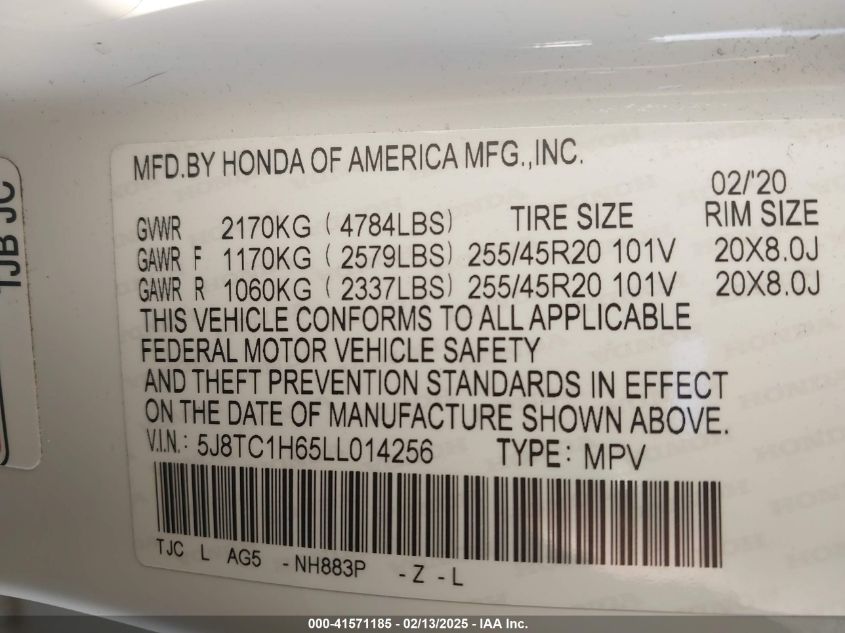 TJB JC
MFD.BY HONDA OF AMERICA MFG.,INC.
02/'20
GVWR 2170KG ( 4784LBS) TIRE SIZE RIM SIZE
GAWR F 1170KG ( 2579LBS) 255/45R20 101V 20X8.0J
GAWR R 1060KG ( 2337LBS) 255/45R20 101V 20X8.0J
THIS VEHICLE CONFORMS TO ALL APPLICABLE
FEDERAL MOTOR VEHICLE SAFETY
AND THEFT PREVENTION STANDARDS IN EFFECT
ON THE DATE OF MANUFACTURE SHOWN ABOVE.
V.I.N.: 5J8TC1H65LL014256 TYPE: MPV
TJC L AG5 -NH883P - Z - L
000-41571185 - 02/13/2025 - IAA Inc.